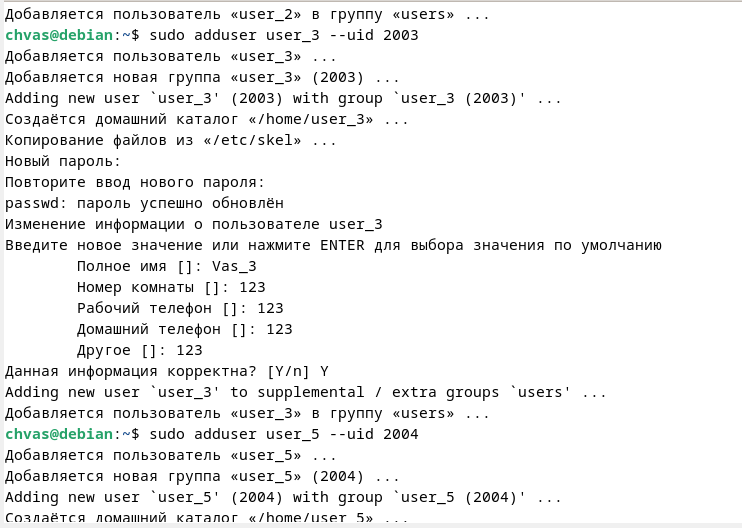 Добавляется пользователь «user_2» в группу «users» ...
chvas@debian:~$ sudo adduser user_3 --uid 2003
Добавляется пользователь «user_3» ...
Добавляется новая группа «user_3» (2003) ...
Adding new user `user_3' (2003) with group `user_3 (2003)' ...
Создаётся домашний каталог «/home/user_3» ...
Копирование файлов из «/etc/skel» ...
Новый пароль:
Повторите ввод нового пароля:
passwd: пароль успешно обновлён
Изменение информации о пользователе user_3
Введите новое значение или нажмите ENTER для выбора значения по умолчанию
Полное имя []: Vas_3
Номер комнаты []: 123
Рабочий телефон []: 123
Домашний телефон []: 123
Другое []: 123
Данная информация корректна? [Y/n] Y
Adding new user `user_3' to supplemental / extra groups `users' ...
Добавляется пользователь «user_3» в группу «users» ...
chvas@debian:~$ sudo adduser user_5 --uid 2004
Добавляется пользователь «user_5» ...
Добавляется новая группа «user_5» (2004) ...
Adding new user `user_5' (2004) with group `user_5 (2004)' ...
Создаётся домашний каталог «/home/user_5» ...